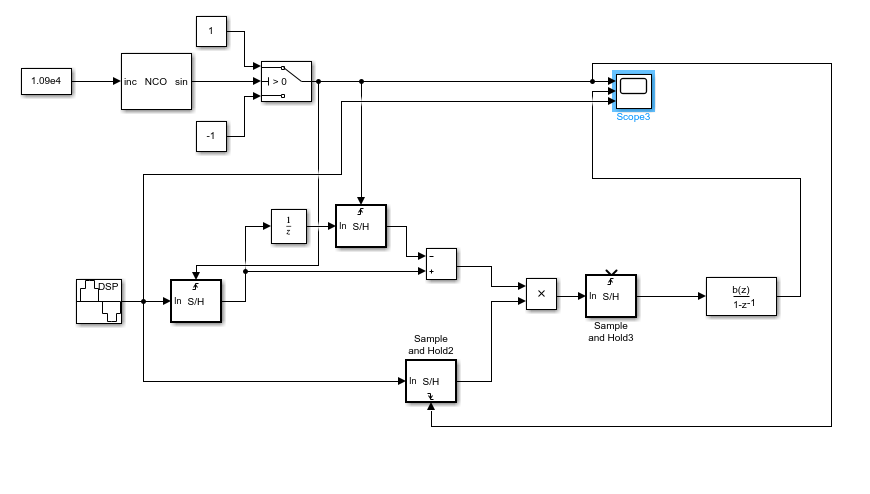 1
1.09e4
inc NCO sin
> 0
-1
Scope3
1
z
In S/H
−
+
DSP
In S/H
×
In S/H
b(z)
1-z-1
Sample
and Hold3
Sample
and Hold2
In S/H